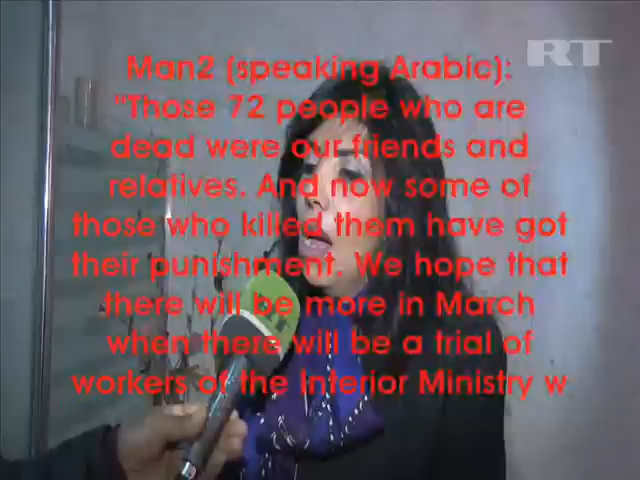 RT
Man2 (speaking Arabic):
"Those 72 people who are
dead were our friends and
relatives. And now some of
those who killed them have got
their punishment. We hope that
there will be more in March
when there will be a trial of
workers of the Interior Ministry w